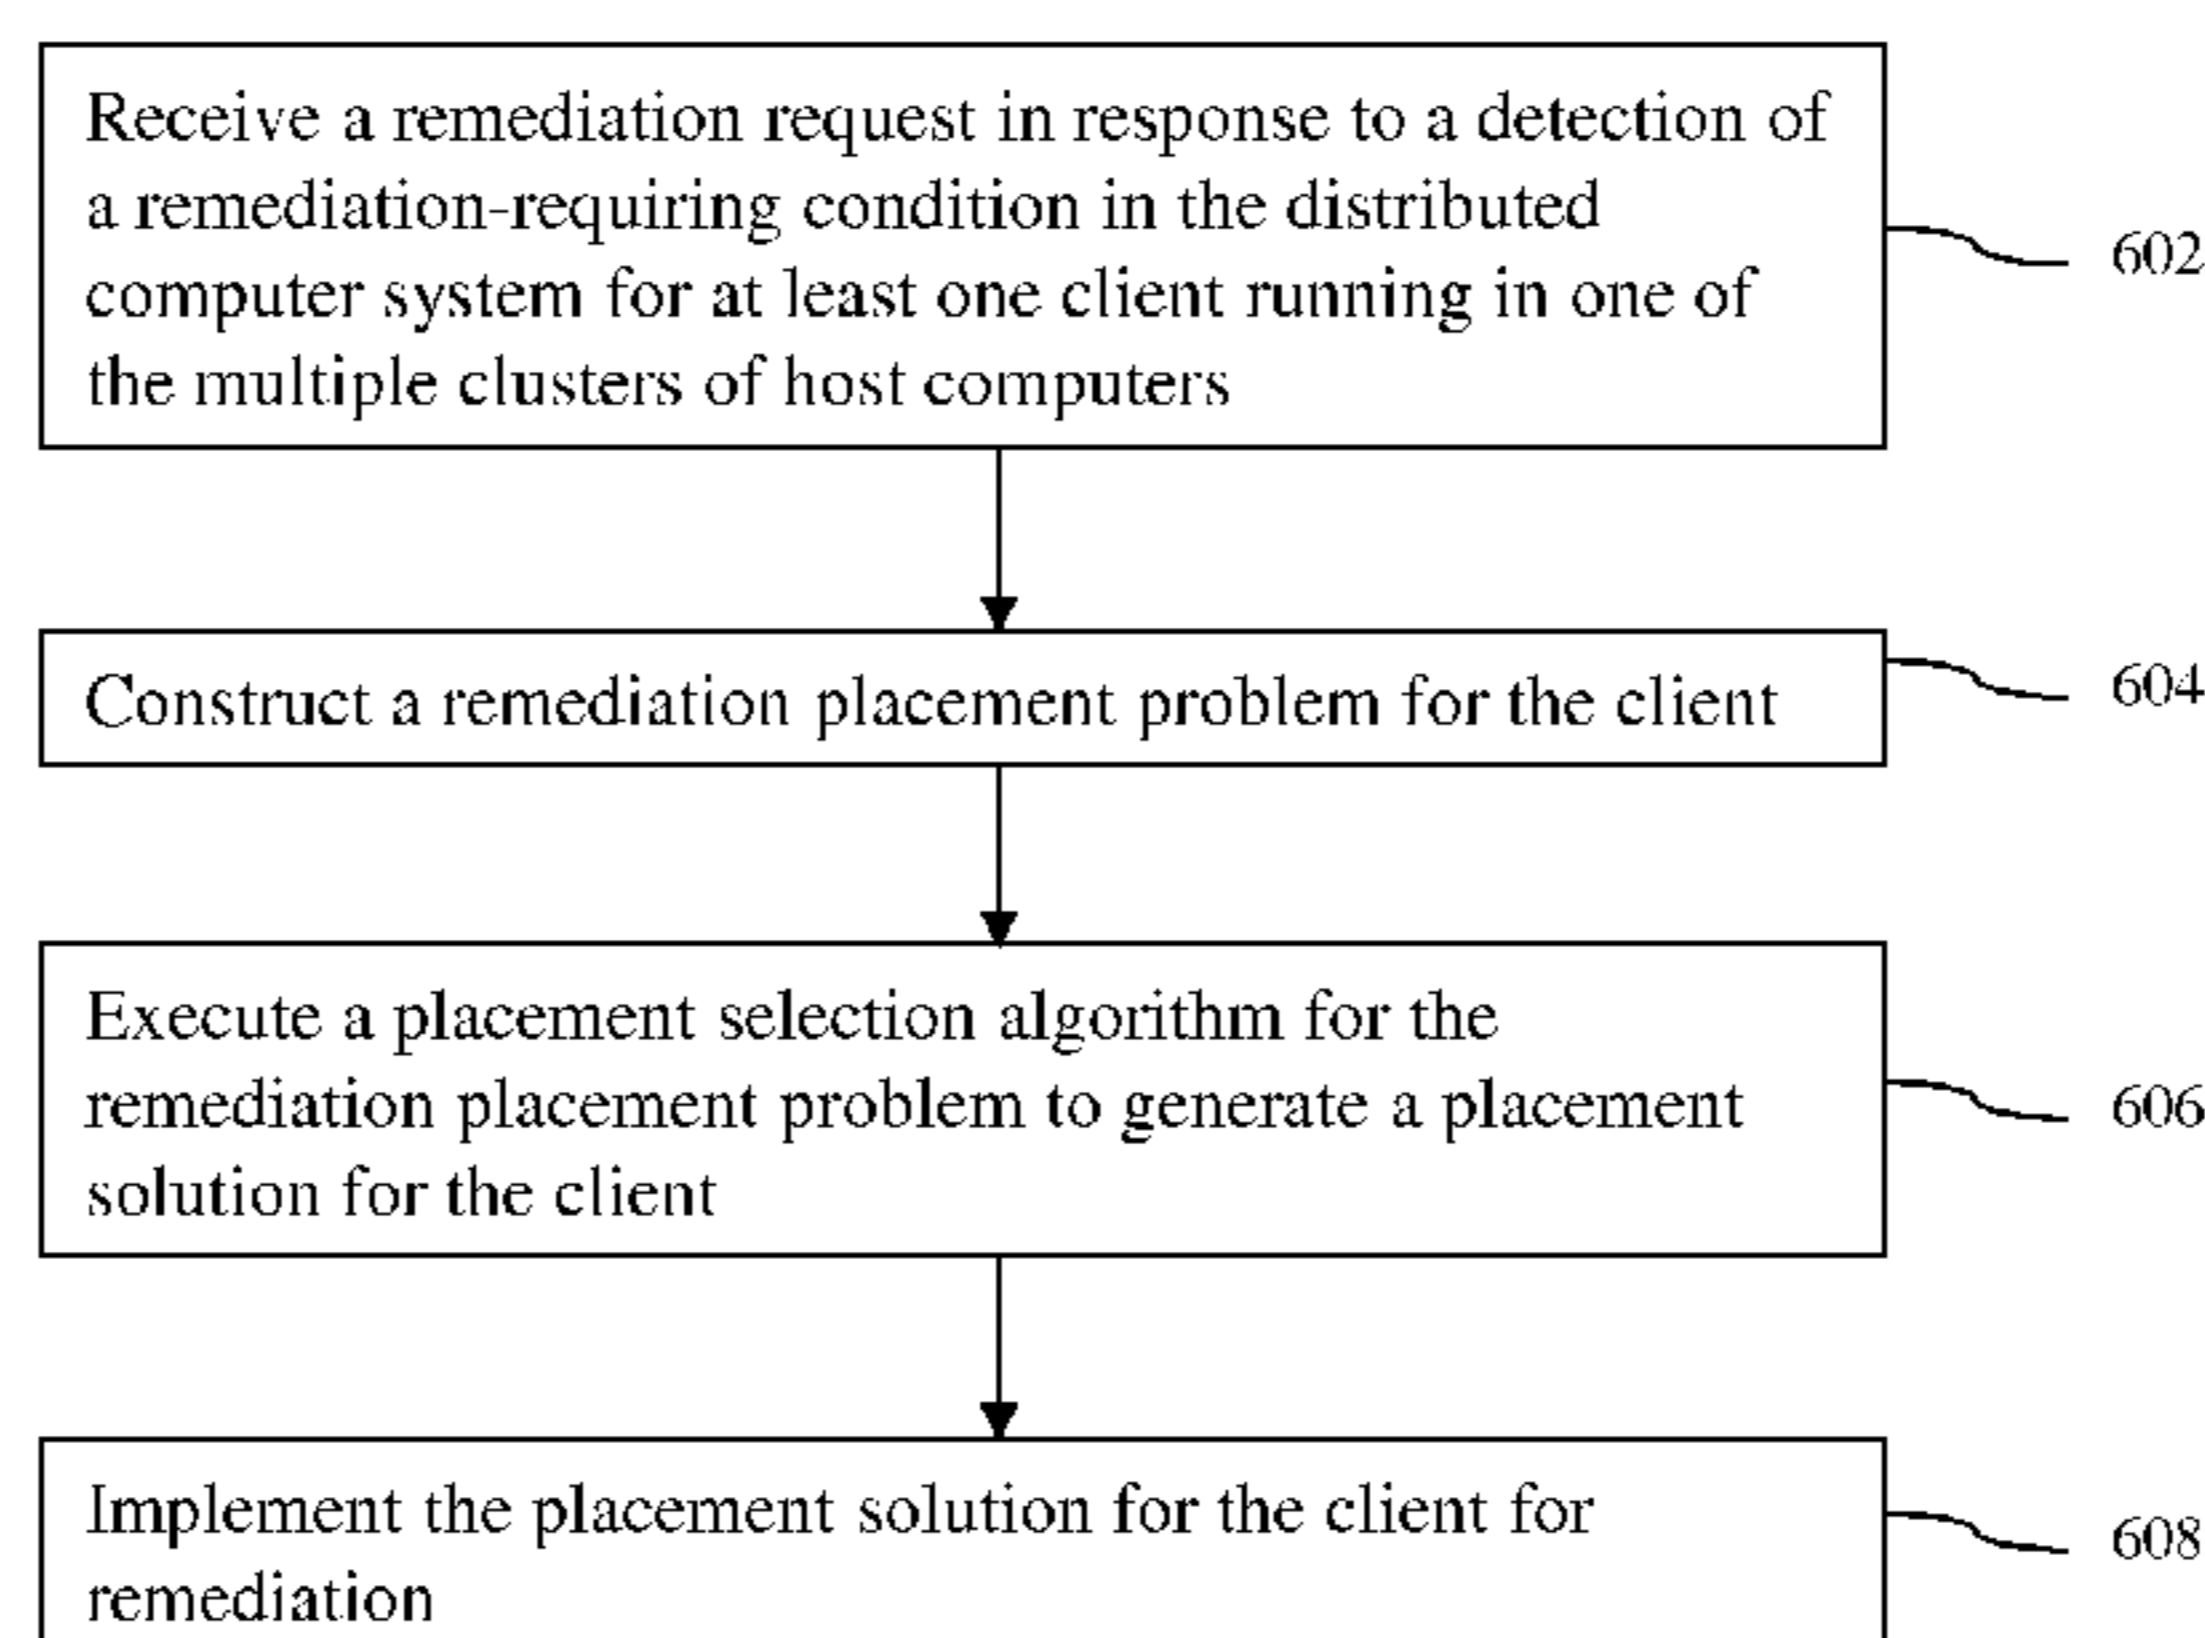 Receive a remediation request in response to a detection of
a remediation-requiring condition in the distributed
computer system for at least one client running in one of
the multiple clusters of host computers
602
Construct a remediation placement problem for the client
604
Execute a placement selection algorithm for the
remediation placement problem to generate a placement
solution for the client
606
Implement the placement solution for the client for
remediation
608